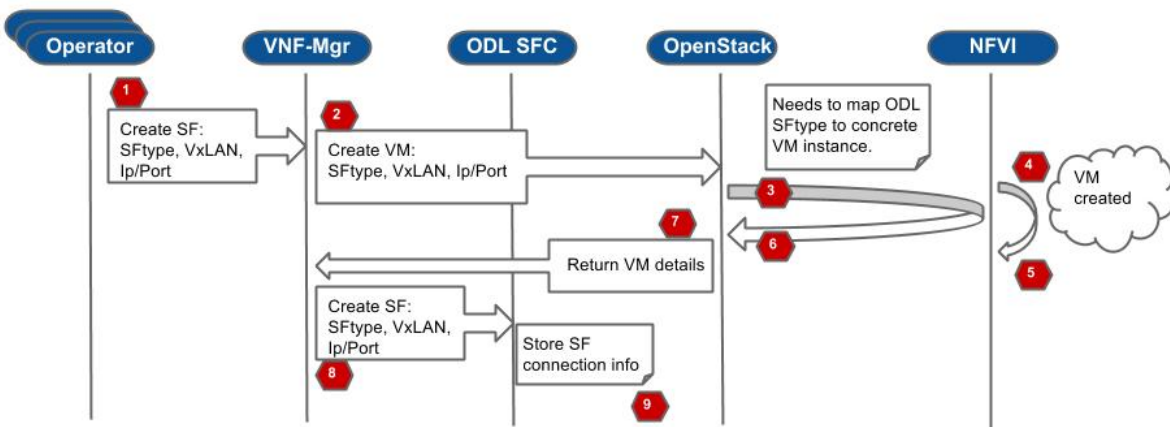 Operator
VNF-Mgr
ODL SFC
OpenStack
NFVI
1
Create SF:
SFtype, VxLAN,
Ip/Port
2
Create VM:
SFtype, VxLAN, Ip/Port
Needs to map ODL
SFtype to concrete
VM instance.
3
4
VM
created
5
6
7
Return VM details
Create SF:
SFtype, VxLAN,
Ip/Port
8
Store SF
connection info
9